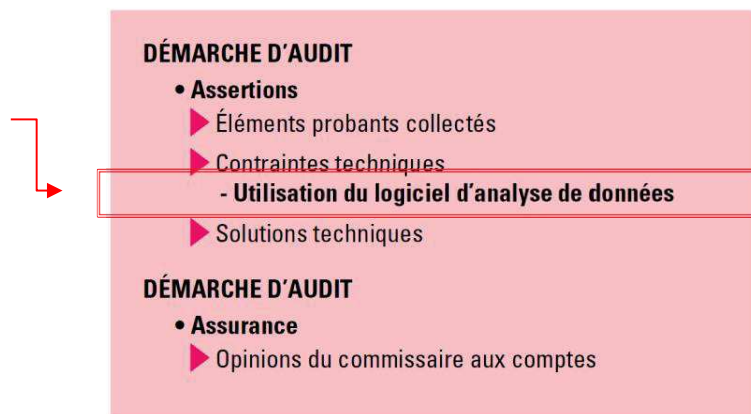 DÉMARCHE D'AUDIT
• Assertions
Éléments probants collectés
Contraintes techniques
- Utilisation du logiciel d'analyse de données
Solutions techniques
DÉMARCHE D'AUDIT
• Assurance
Opinions du commissaire aux comptes